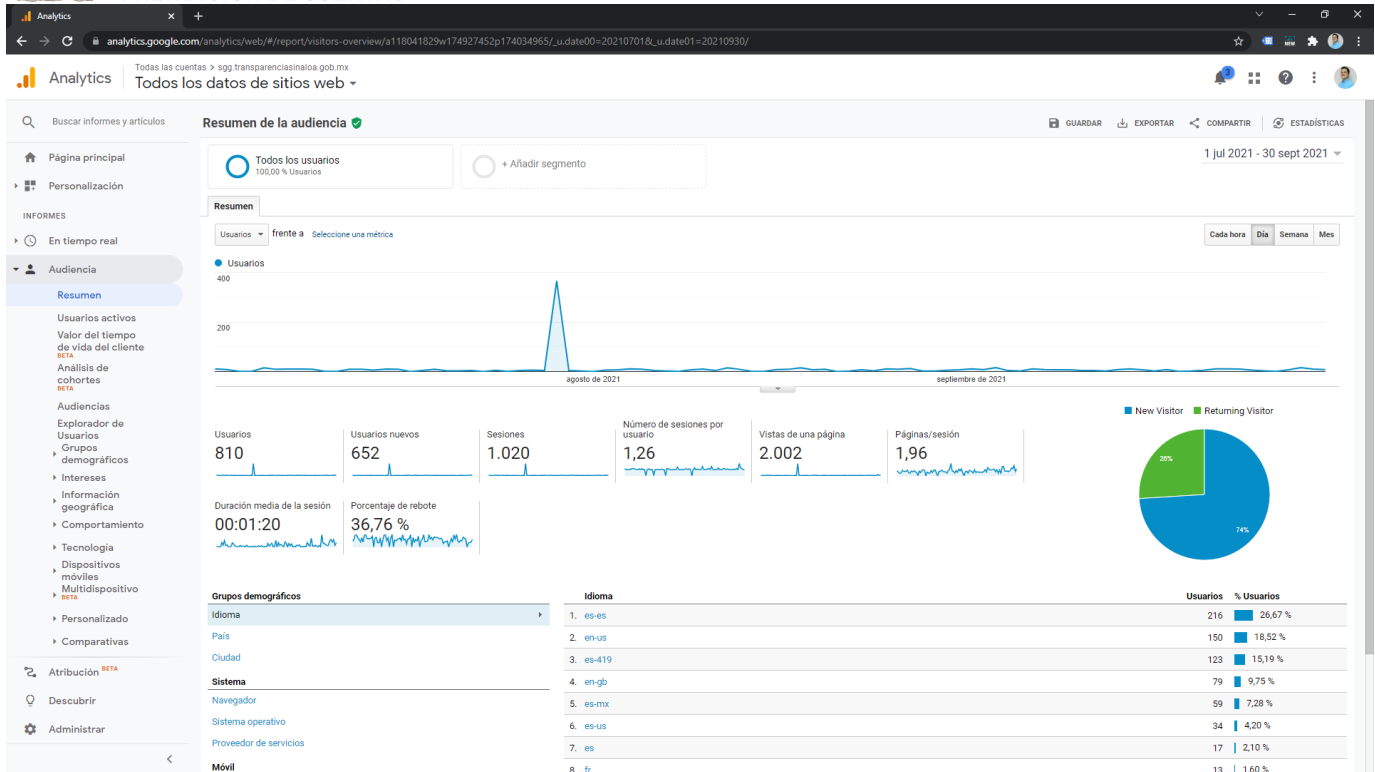 Analytics
analytics.google.com/analytics/web/#/report/visitors-overview/a118041829w174927452p174034965/_u.date00=20210701&_u.date01=20210930/
NEW
Analytics
Todas las cuentas > sgg.transparenciasinaloa.gob.mx
Todos los datos de sitios web
3
Buscar informes y artículos
Página principal
Personalización
INFORMES
En tiempo real
Audiencia
Resumen
Usuarios activos
Valor del tiempo
de vida del cliente
BETA
Análisis de
cohortes
BETA
Audiencias
Explorador de
Usuarios
Grupos
demográficos
Intereses
Información
geográfica
Comportamiento
Tecnología
Dispositivos
móviles
Multidispositivo
BETA
Personalizado
Comparativas
Atribución BETA
Descubrir
Administrar
Resumen de la audiencia
GUARDAR
EXPORTAR
COMPARTIR
ESTADÍSTICAS
Todos los usuarios
100,00 % Usuarios
+ Añadir segmento
1 jul 2021 - 30 sept 2021
Resumen
Usuarios frente a Seleccione una métrica
Cada hora Día Semana Mes
Usuarios
400
200
agosto de 2021
septiembre de 2021
New Visitor Returning Visitor
26%
74%
Usuarios
810
Usuarios nuevos
652
Sesiones
1.020
Número de sesiones por
usuario
1,26
Vistas de una página
2.002
Páginas/sesión
1,96
Duración media de la sesión
00:01:20
Porcentaje de rebote
36,76 %
Grupos demográficos
Idioma
País
Ciudad
Sistema
Navegador
Sistema operativo
Proveedor de servicios
Móvil
Idioma Usuarios % Usuarios
1. es-es 216 26,67 %
2. en-us 150 18,52 %
3. es-419 123 15,19 %
4. en-gb 79 9,75 %
5. es-mx 59 7,28 %
6. es-us 34 4,20 %
7. es 17 2,10 %
8. fr 13 1,60 %